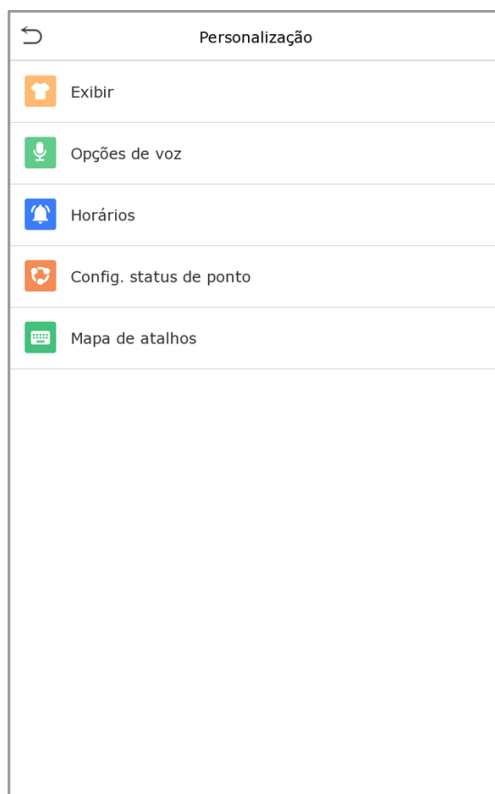 Personalização
Exibir
Opções de voz
Horários
Config. status de ponto
Mapa de atalhos